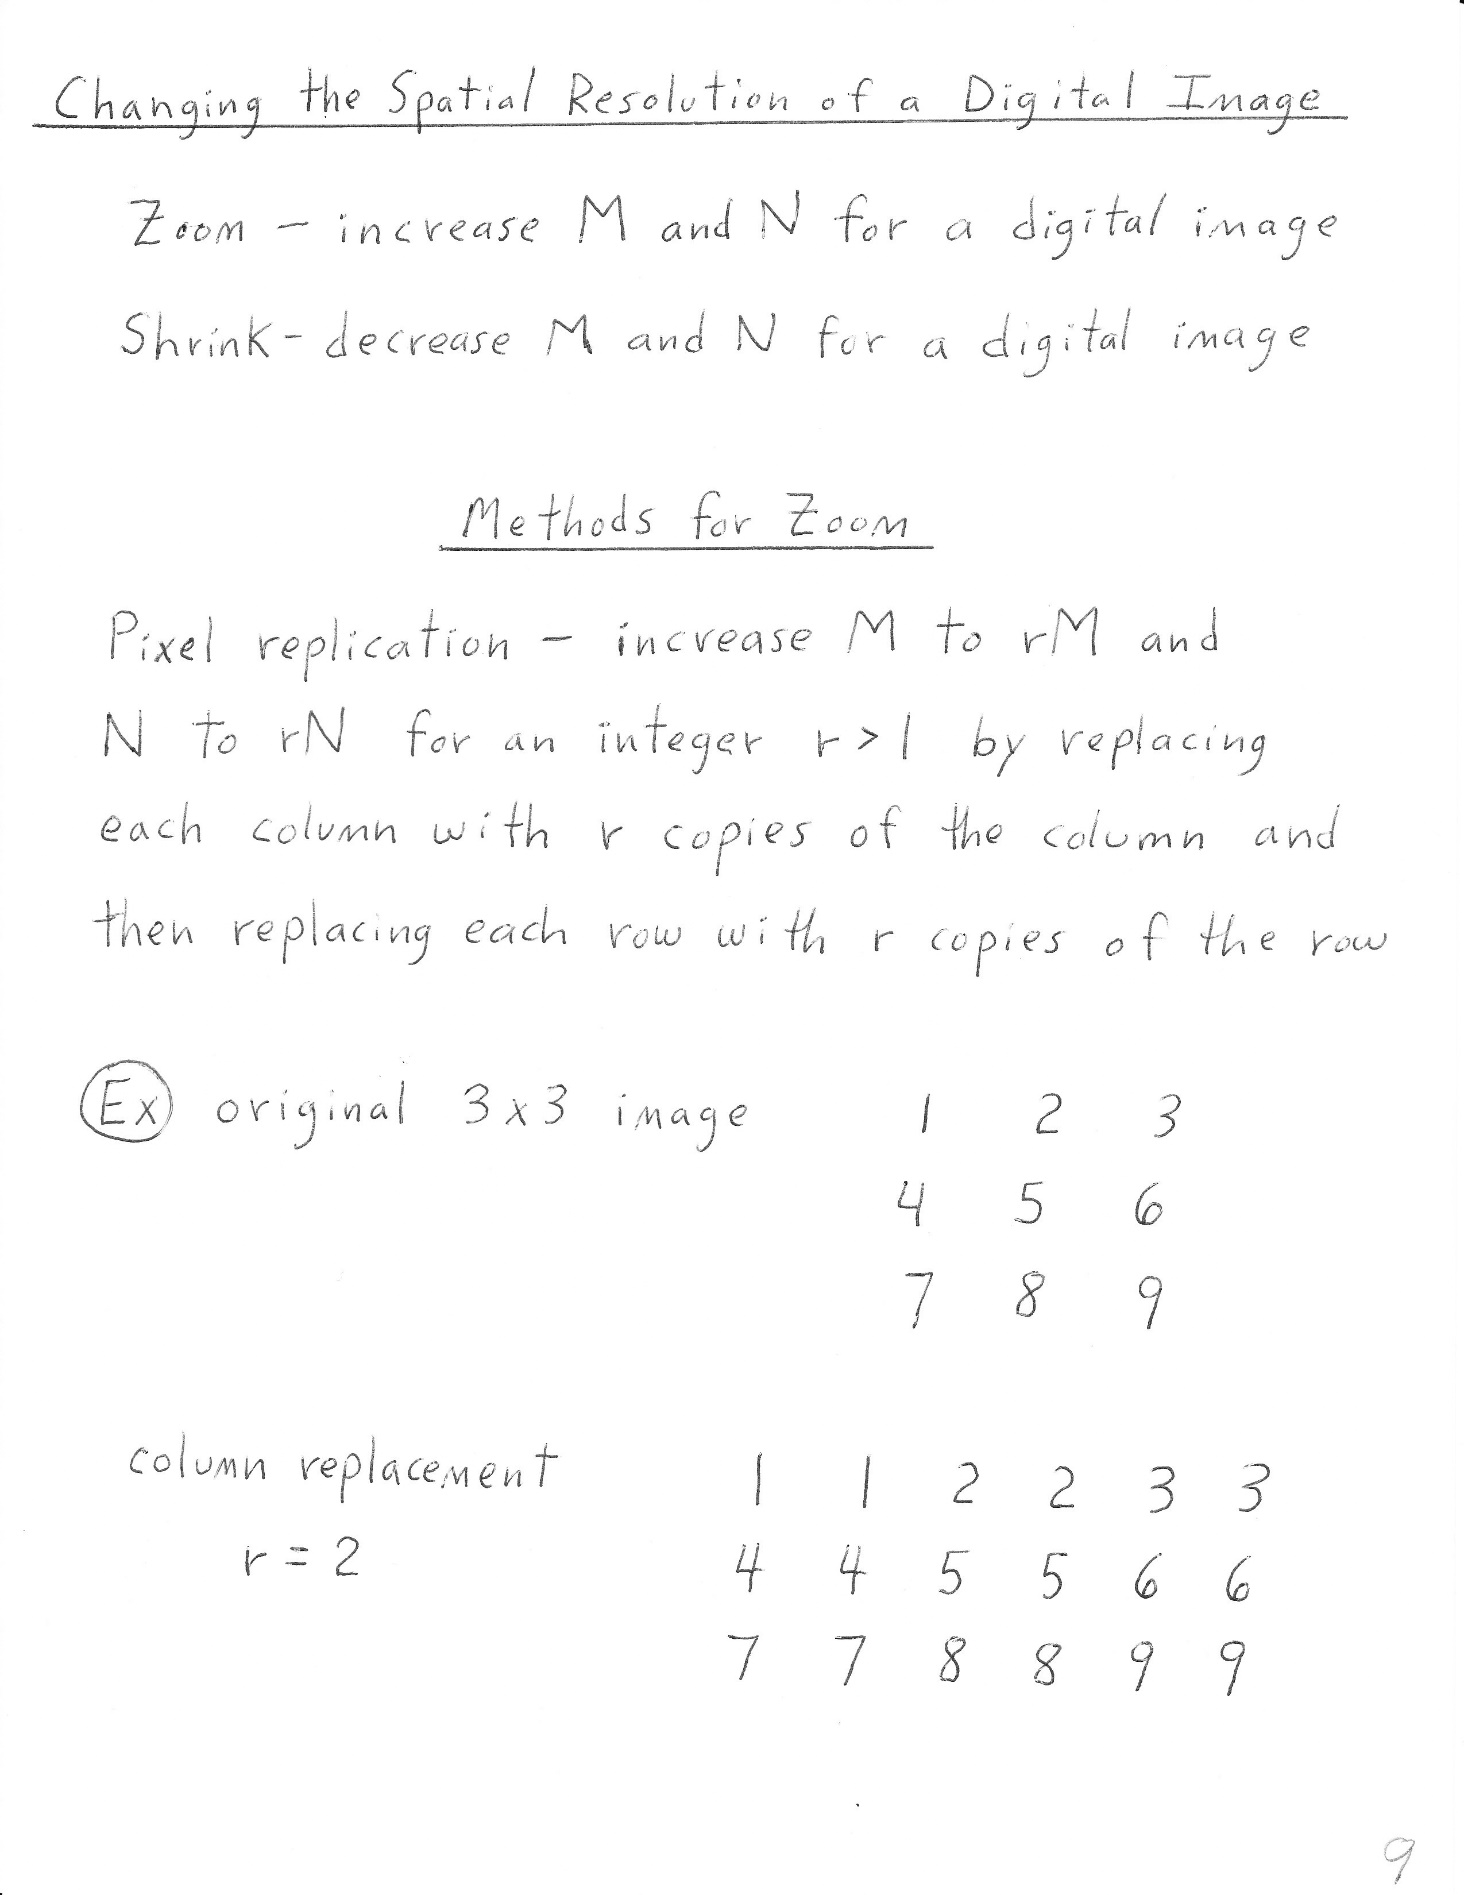 Changing the Spatial Resolution of a Digital Image
Zoom - increase M and N for a digital image
Shrink - decrease M and N for a digital image
Methods for Zoom
Pixel replication - increase M to rM and
N to rN for an integer r > 1 by replacing
each column with r copies of the column and
then replacing each row with r copies of the row
Ex original 3 x 3 image 1 2 3
4 5 6
7 8 9
column replacement 1 1 2 2 3 3
r = 2 4 4 5 5 6 6
7 7 8 8 9 9
9